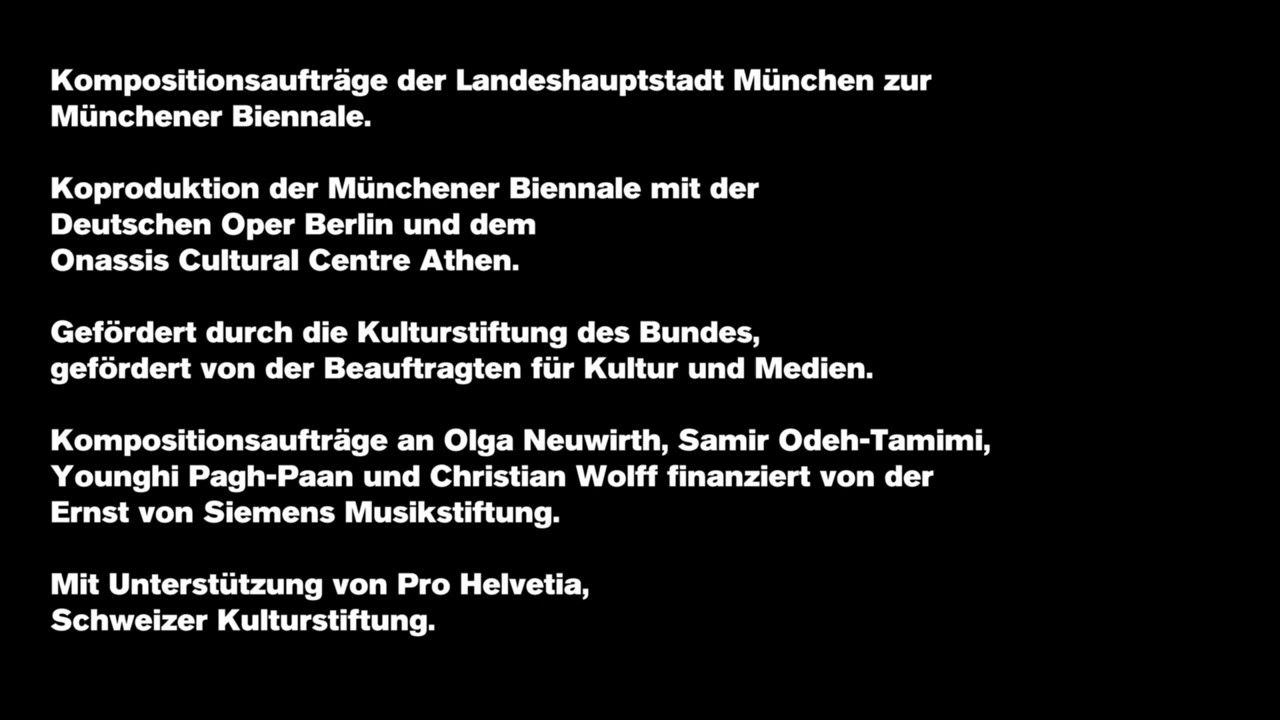 Kompositionsaufträge der Landeshauptstadt München zur
Münchener Biennale.
Koproduktion der Münchener Biennale mit der
Deutschen Oper Berlin und dem
Onassis Cultural Centre Athen.
Gefördert durch die Kulturstiftung des Bundes,
gefördert von der Beauftragten für Kultur und Medien.
Kompositionsaufträge an Olga Neuwirth, Samir Odeh-Tamimi,
Younghi Pagh-Paan und Christian Wolff finanziert von der
Ernst von Siemens Musikstiftung.
Mit Unterstützung von Pro Helvetia,
Schweizer Kulturstiftung.